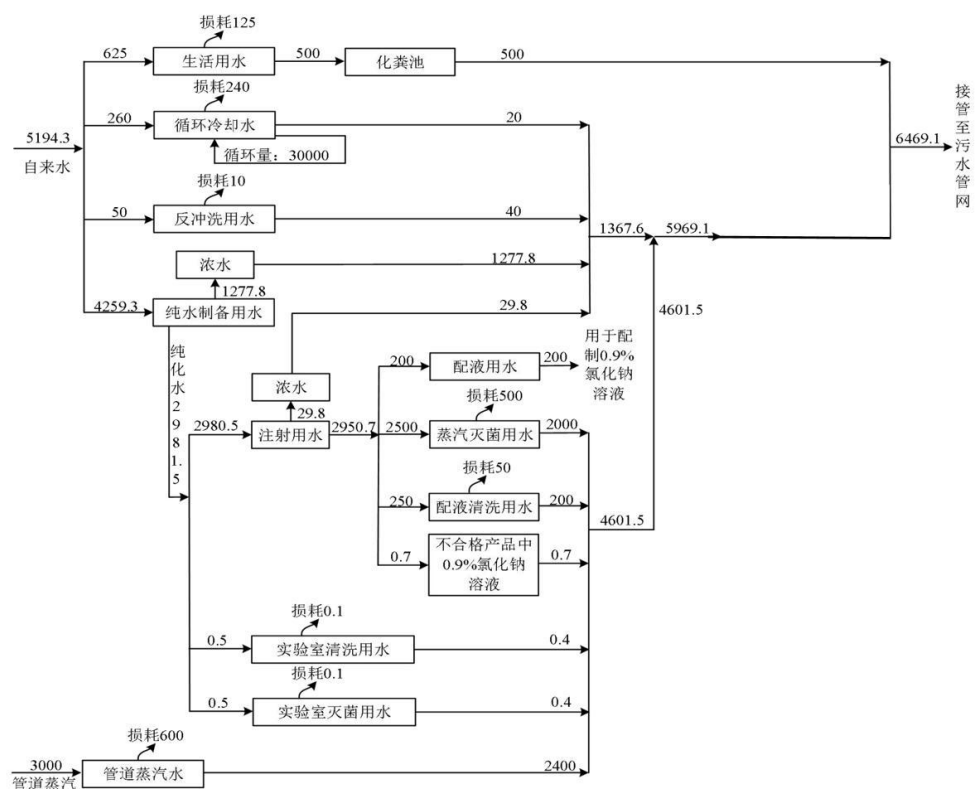 损耗125
625
生活用水
500
化粪池
500
损耗240
260
循环冷却水
20
循环量：30000
5194.3
自来水
6469.1
接管至污水管网
损耗10
50
反冲洗用水
40
1367.6
5969.1
浓水
1277.8
1277.8
4259.3
纯水制备用水
29.8
4601.5
纯化水2981.5
浓水
29.8
200
配液用水
200
用于配
制0.9%
氯化钠
溶液
损耗500
2980.5
注射用水
2950.7
2500
蒸汽灭菌用水
2000
损耗50
250
配液清洗用水
200
4601.5
0.7
不合格产品中
0.9%氯化钠
溶液
0.7
损耗0.1
0.5
实验室清洗用水
0.4
损耗0.1
0.5
实验室灭菌用水
0.4
损耗600
3000
管道蒸汽
管道蒸汽水
2400